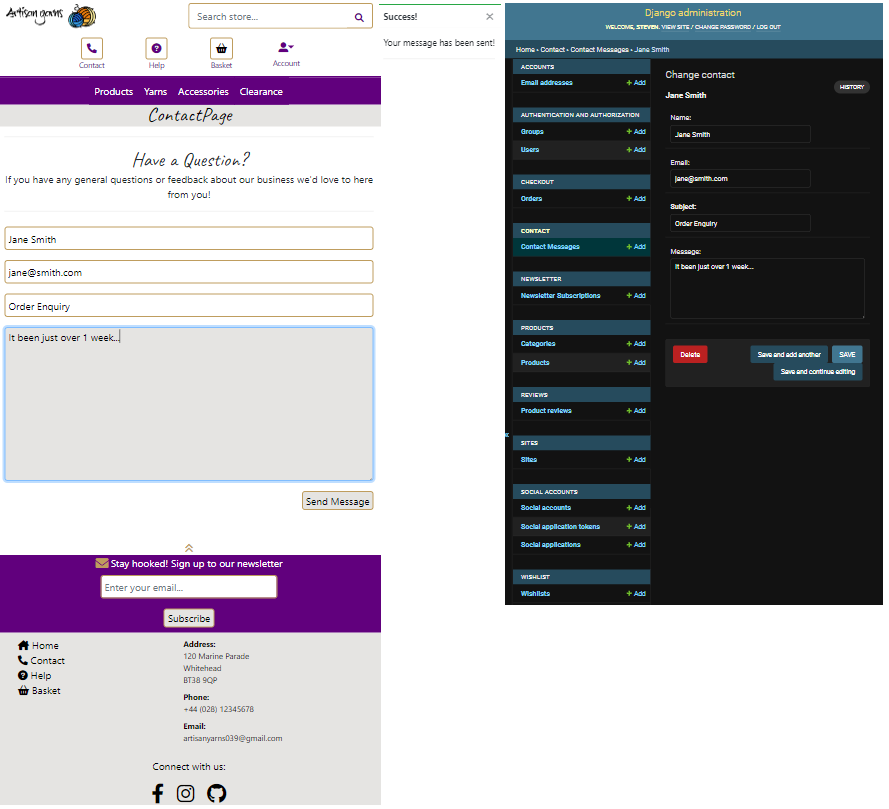 Artisan yarns
Search store...
Contact
Help
Basket
Account
Products Yarns Accessories Clearance
ContactPage
Have a Question?
If you have any general questions or feedback about our business we'd love to here
from you!
Jane Smith
jane@smith.com
Order Enquiry
It been just over 1 week...
Send Message
Stay hooked! Sign up to our newsletter
Enter your email...
Subscribe
Home
Contact
Help
Basket
Address:
120 Marine Parade
Whitehead
BT38 9QP
Phone:
+44 (028) 12345678
Email:
artisanyarns039@gmail.com
Connect with us:
Success!
×
Your message has been sent!
Django administration
WELCOME, STEVEN. VIEW SITE / CHANGE PASSWORD / LOG OUT
Home › Contact › Contact Messages › Jane Smith
ACCOUNTS
Email addresses + Add
AUTHENTICATION AND AUTHORIZATION
Groups + Add
Users + Add
CHECKOUT
Orders + Add
CONTACT
Contact Messages + Add
NEWSLETTER
Newsletter Subscriptions + Add
PRODUCTS
Categories + Add
Products + Add
REVIEWS
Product reviews + Add
«
SITES
Sites + Add
SOCIAL ACCOUNTS
Social accounts + Add
Social application tokens + Add
Social applications + Add
WISHLIST
Wishlists + Add
Change contact
HISTORY
Jane Smith
Name:
Jane Smith
Email:
jane@smith.com
Subject:
Order Enquiry
Message:
It been just over 1 week...
Delete
Save and add another
SAVE
Save and continue editing